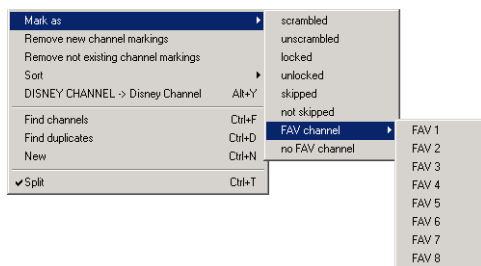 Mark as
Remove new channel markings
Remove not existing channel markings
Sort
DISNEY CHANNEL -> Disney Channel Alt+Y
Find channels Ctrl+F
Find duplicates Ctrl+D
New Ctrl+N
Split Ctrl+T
scrambled
unscrambled
locked
unlocked
skipped
not skipped
FAV channel
no FAV channel
FAV 1
FAV 2
FAV 3
FAV 4
FAV 5
FAV 6
FAV 7
FAV 8